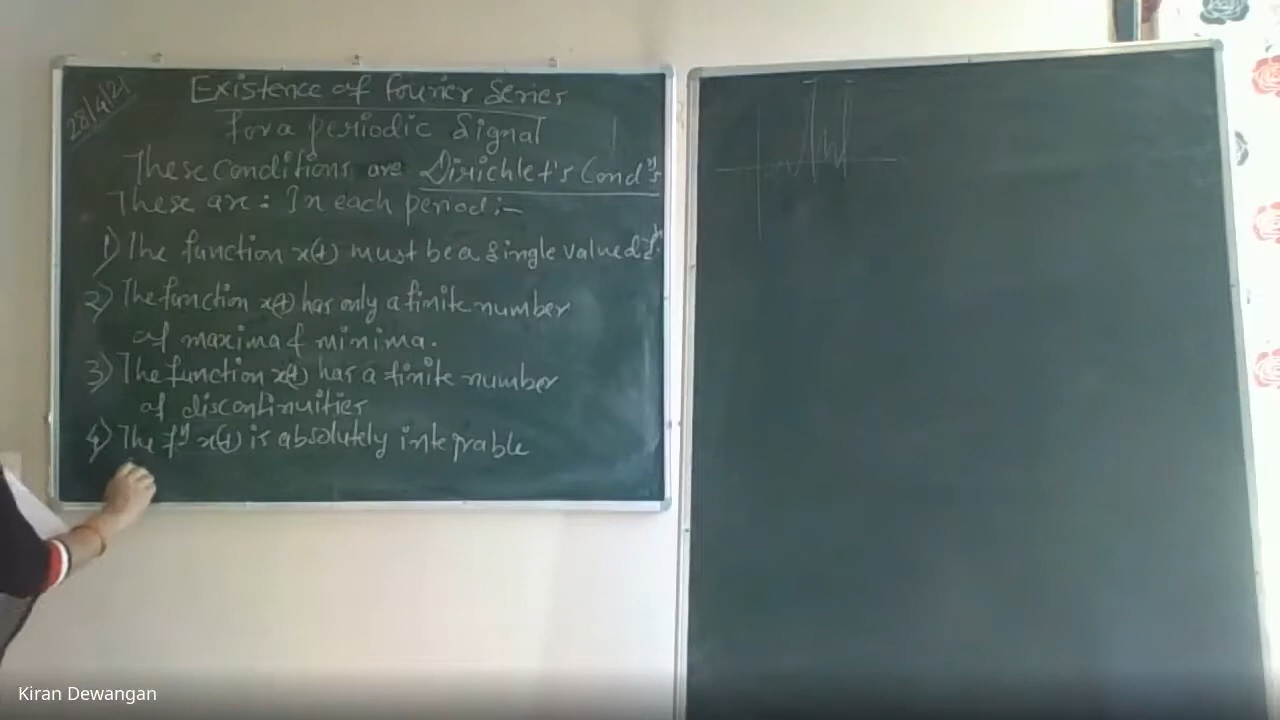 28/4/21
Existence of fourier series
for a periodic Signal
These Conditions are Dirichlet's Condⁿs
These are: In each period:-
1) The function x(t) must be a single valued fⁿ.
2) The function x(t) has only a finite number
of maxima & minima.
3) The function x(t) has a finite number
of discontinuities
4) The fⁿ x(t) is absolutely integrable
Kiran Dewangan